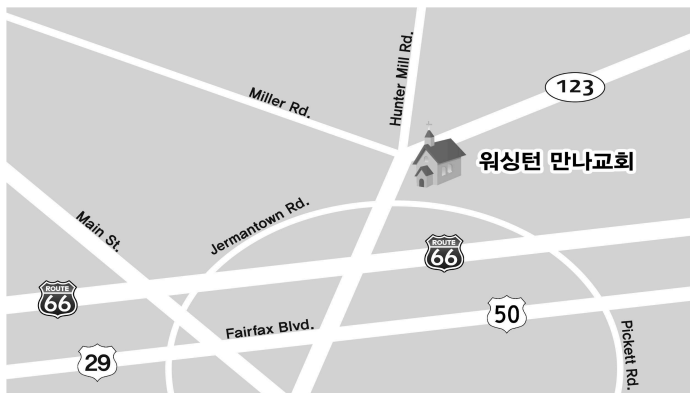 Hunter Mill Rd.
Miller Rd.
123
워싱턴 만나교회
Main St.
Jermantown Rd.
ROUTE
66
ROUTE
66
50
Fairfax Blvd.
Pickett Rd.
29